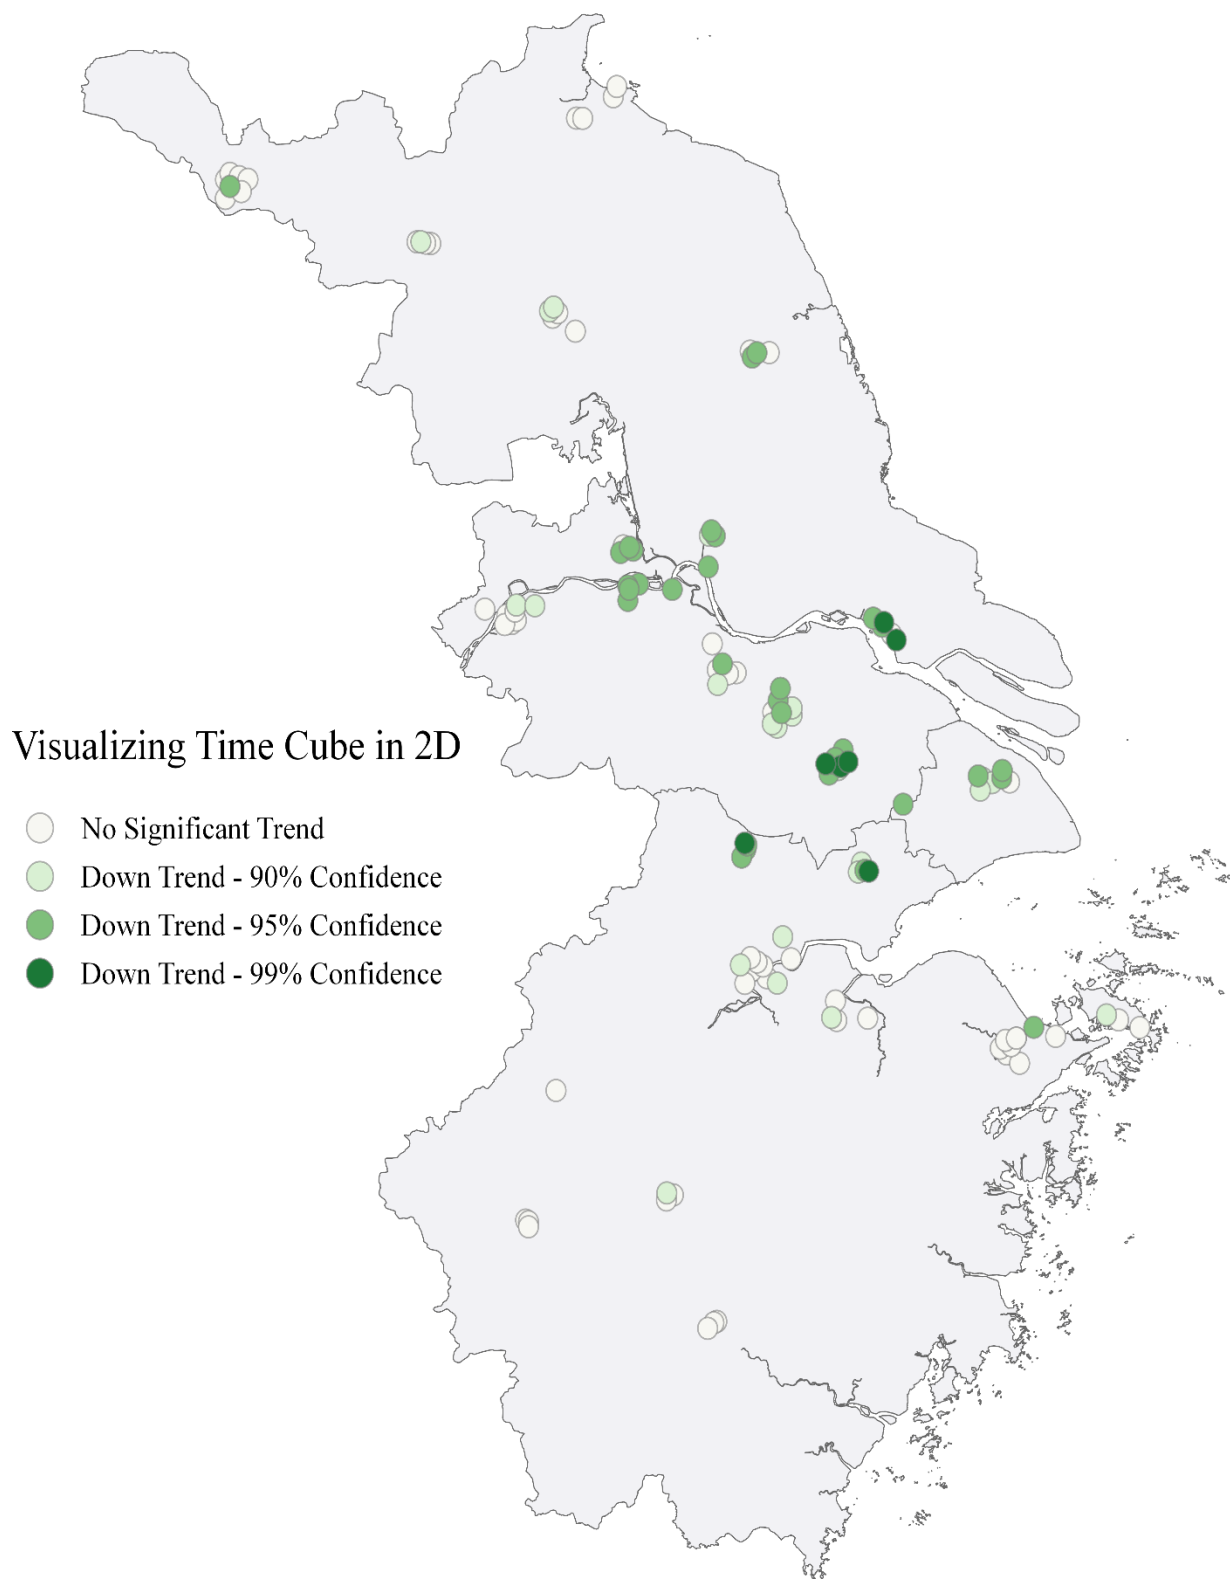 Visualizing Time Cube in 2D
No Significant Trend
Down Trend - 90% Confidence
Down Trend - 95% Confidence
Down Trend - 99% Confidence